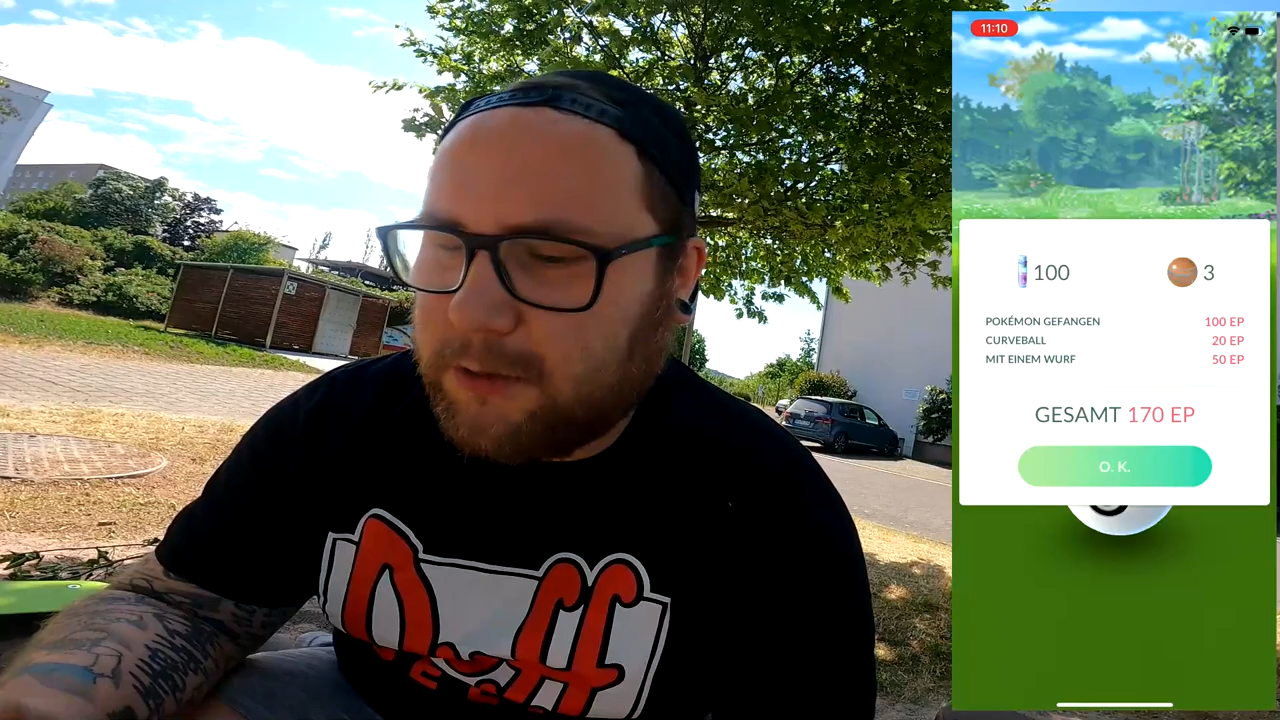 11:10
100
3
POKÉMON GEFANGEN 100 EP
CURVEBALL 20 EP
MIT EINEM WURF 50 EP
GESAMT 170 EP
O. K.
Duff